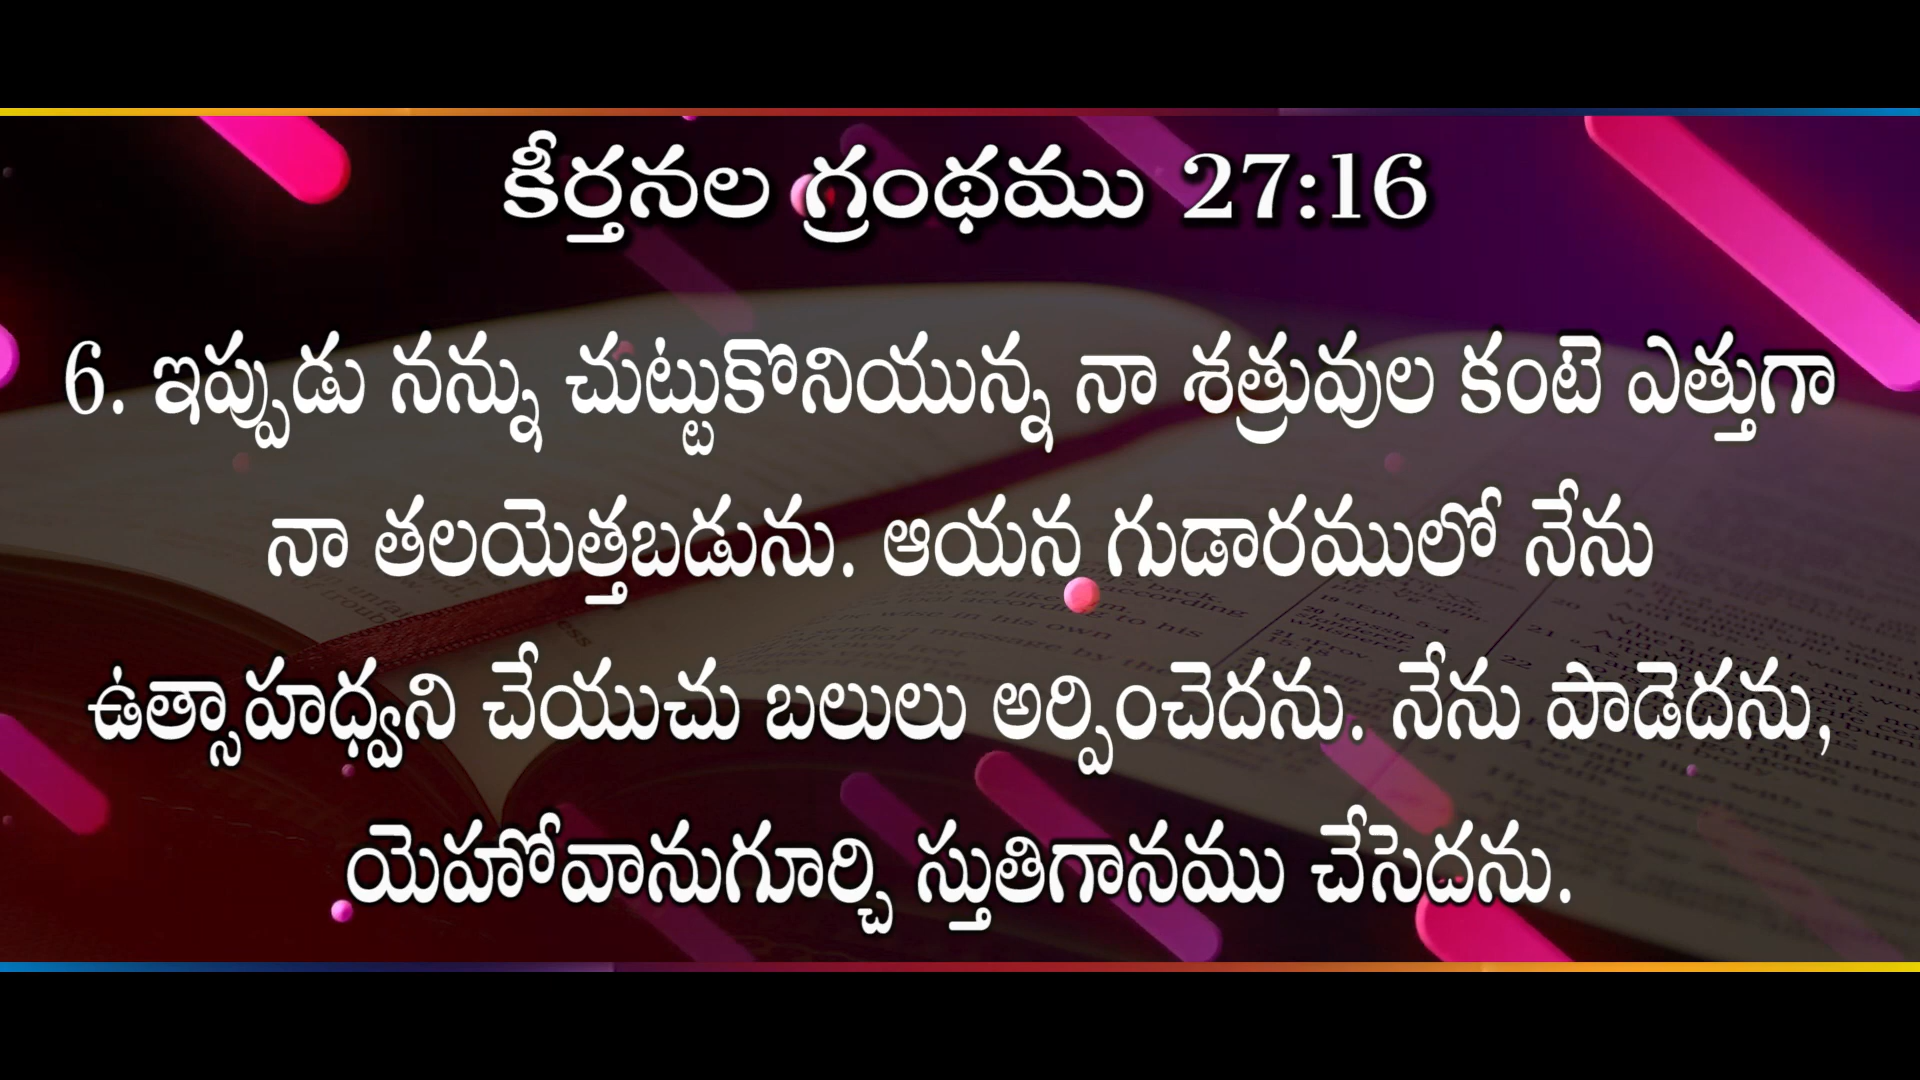 కీర్తనల గ్రంథము 27:16
6. ఇప్పుడు నన్ను చుట్టుకొనియున్న నా శత్రువుల కంటె ఎత్తుగా
నా తలయెత్తబడును. ఆయన గుడారములో నేను
ఉత్సాహధ్వని చేయుచు బలులు అర్పించెదను. నేను పాడెదను,
యెహోవానుగూర్చి స్తుతిగానము చేసెదను.